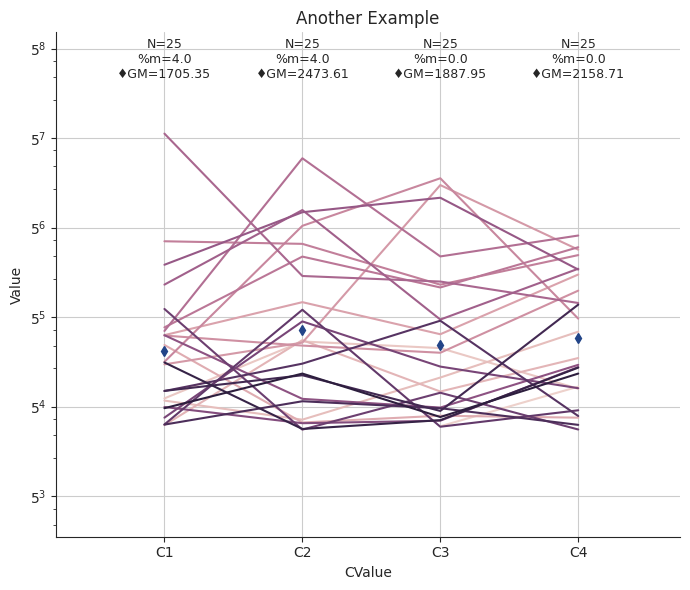 Another Example
N=25 N=25 N=25 N=25
%m=4.0 %m=4.0 %m=0.0 %m=0.0
♦GM=1705.35 ♦GM=2473.61 ♦GM=1887.95 ♦GM=2158.71
5⁸
5⁷
5⁶
5⁵
5⁴
5³
Value
C1 C2 C3 C4
CValue